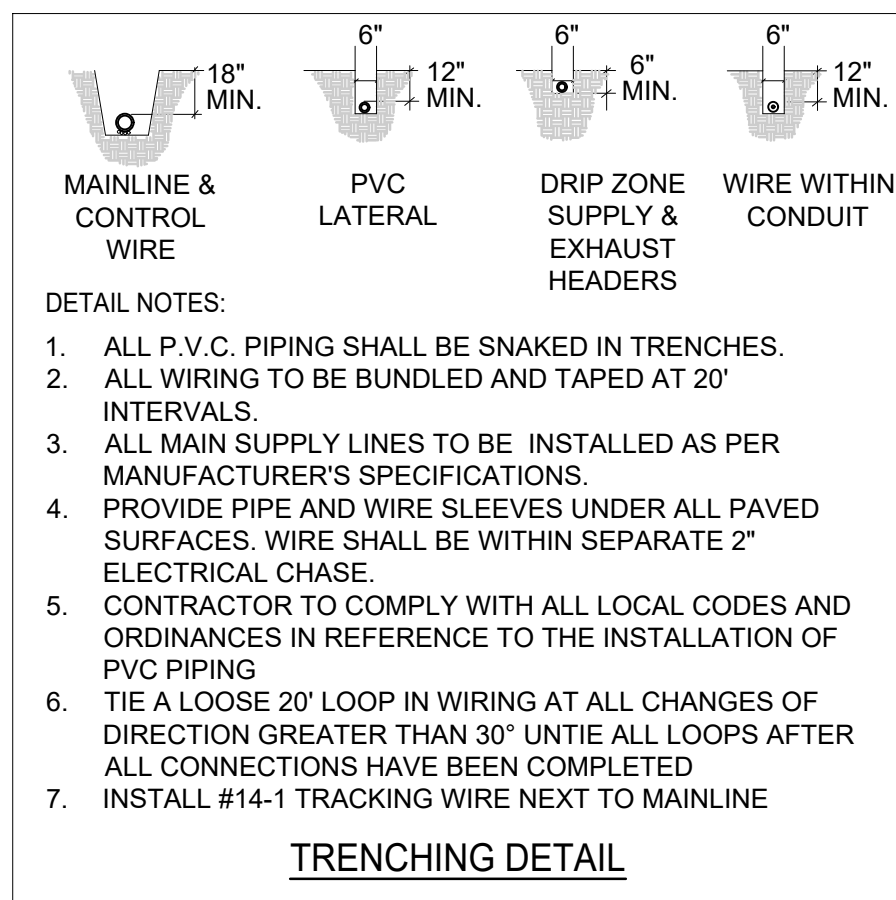 6" 6" 6"
18" MIN.
12" MIN.
6" MIN.
12" MIN.
MAINLINE &
CONTROL
WIRE
PVC
LATERAL
DRIP ZONE
SUPPLY &
EXHAUST
HEADERS
WIRE WITHIN
CONDUIT
DETAIL NOTES:
1. ALL P.V.C. PIPING SHALL BE SNAKED IN TRENCHES.
2. ALL WIRING TO BE BUNDLED AND TAPED AT 20'
INTERVALS.
3. ALL MAIN SUPPLY LINES TO BE INSTALLED AS PER
MANUFACTURER'S SPECIFICATIONS.
4. PROVIDE PIPE AND WIRE SLEEVES UNDER ALL PAVED
SURFACES. WIRE SHALL BE WITHIN SEPARATE 2"
ELECTRICAL CHASE.
5. CONTRACTOR TO COMPLY WITH ALL LOCAL CODES AND
ORDINANCES IN REFERENCE TO THE INSTALLATION OF
PVC PIPING
6. TIE A LOOSE 20' LOOP IN WIRING AT ALL CHANGES OF
DIRECTION GREATER THAN 30° UNTIE ALL LOOPS AFTER
ALL CONNECTIONS HAVE BEEN COMPLETED
7. INSTALL #14-1 TRACKING WIRE NEXT TO MAINLINE
TRENCHING DETAIL